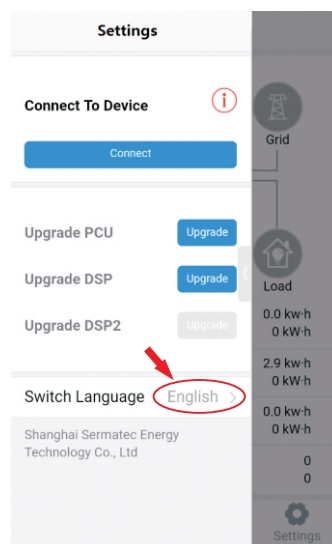 Settings
Connect To Device
i
Connect
Upgrade PCU
Upgrade
Upgrade DSP
Upgrade
Upgrade DSP2
Upgrade
Switch Language
English
Shanghai Sermatec Energy
Technology Co., Ltd
Grid
Load
0.0 kw·h
0 kW·h
2.9 kw·h
0 kW·h
0.0 kw·h
0 kW·h
0
0
Settings